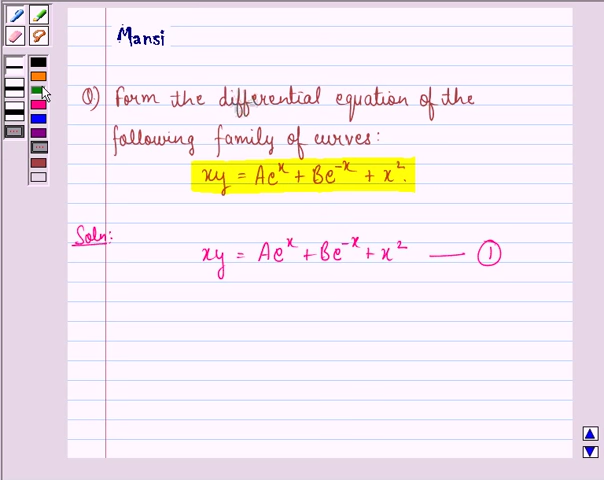 Mansi
Q) Form the differential equation of the
following family of curves:
xy = Ae^x + Be^-x + x^2.
Soln:
xy = Ae^x + Be^-x + x^2 — ①